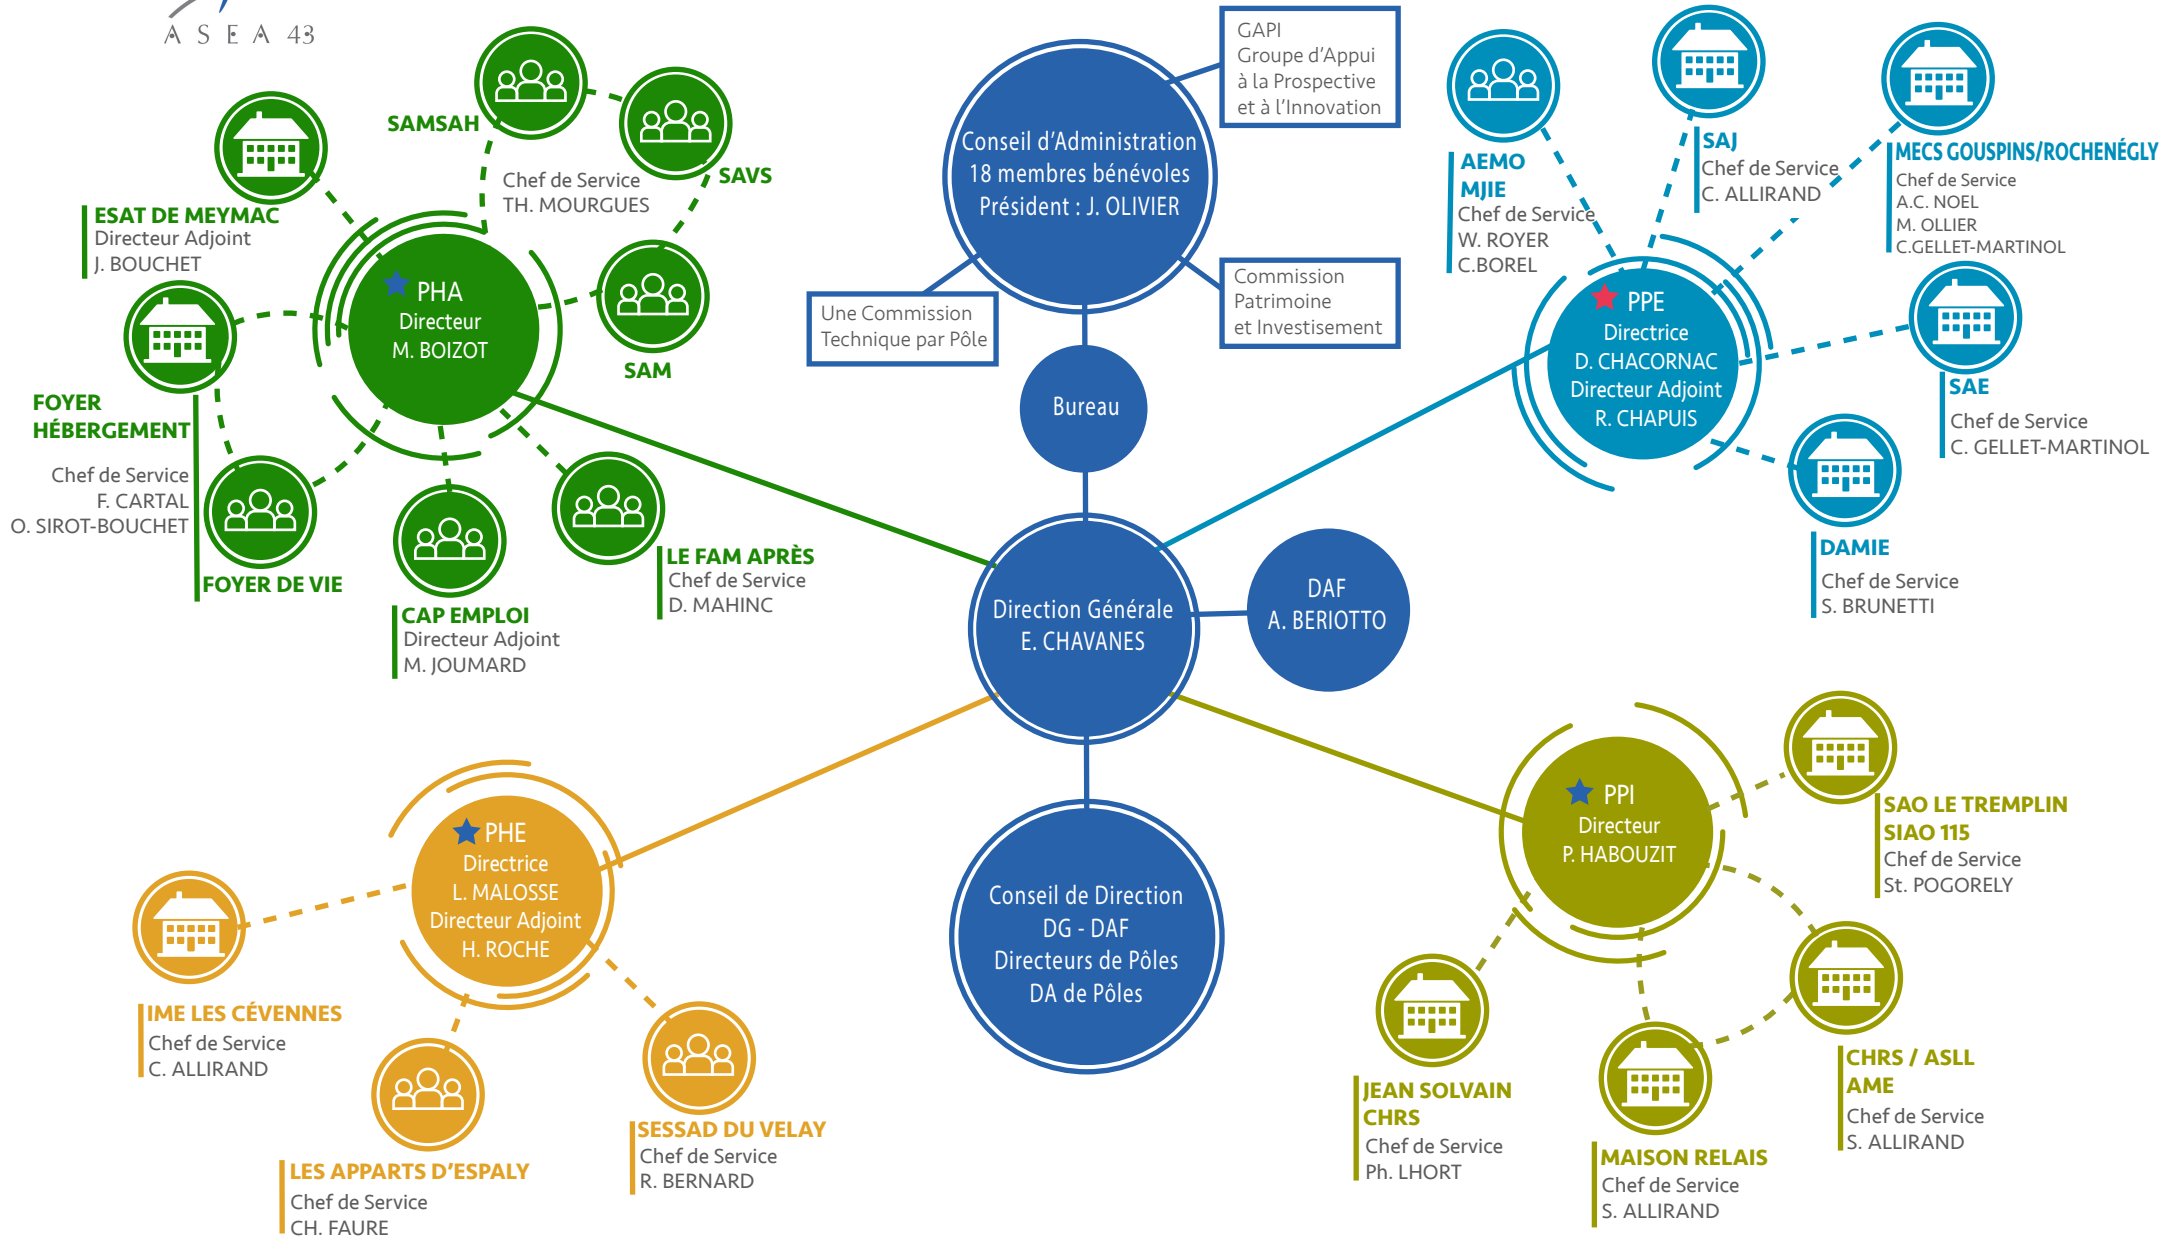 ASEA 43
SAMSAH
Chef de Service
TH. MOURGUES
SAVS
ESAT DE MEYMAC
Directeur Adjoint
J. BOUCHET
PHA
Directeur
M. BOIZOT
SAM
FOYER
HÉBERGEMENT
Chef de Service
F. CARTAL
O. SIROT-BOUCHET
FOYER DE VIE
CAP EMPLOI
Directeur Adjoint
M. JOUMARD
LE FAM APRÈS
Chef de Service
D. MAHINC
GAPI
Groupe d'Appui
à la Prospective
et à l'Innovation
Conseil d'Administration
18 membres bénévoles
Président : J. OLIVIER
Une Commission
Technique par Pôle
Commission
Patrimoine
et Investisement
Bureau
Direction Générale
E. CHAVANES
DAF
A. BERIOTTO
Conseil de Direction
DG - DAF
Directeurs de Pôles
DA de Pôles
AEMO
MJIE
Chef de Service
W. ROYER
C.BOREL
SAJ
Chef de Service
C. ALLIRAND
MECS GOUSPINS/ROCHENÉGLY
Chef de Service
A.C. NOEL
M. OLLIER
C.GELLET-MARTINOL
PPE
Directrice
D. CHACORNAC
Directeur Adjoint
R. CHAPUIS
SAE
Chef de Service
C. GELLET-MARTINOL
DAMIE
Chef de Service
S. BRUNETTI
PHE
Directrice
L. MALOSSE
Directeur Adjoint
H. ROCHE
IME LES CÉVENNES
Chef de Service
C. ALLIRAND
LES APPARTS D'ESPALY
Chef de Service
CH. FAURE
SESSAD DU VELAY
Chef de Service
R. BERNARD
PPI
Directeur
P. HABOUZIT
SAO LE TREMPLIN
SIAO 115
Chef de Service
St. POGORELY
JEAN SOLVAIN
CHRS
Chef de Service
Ph. LHORT
MAISON RELAIS
Chef de Service
S. ALLIRAND
CHRS / ASLL
AME
Chef de Service
S. ALLIRAND